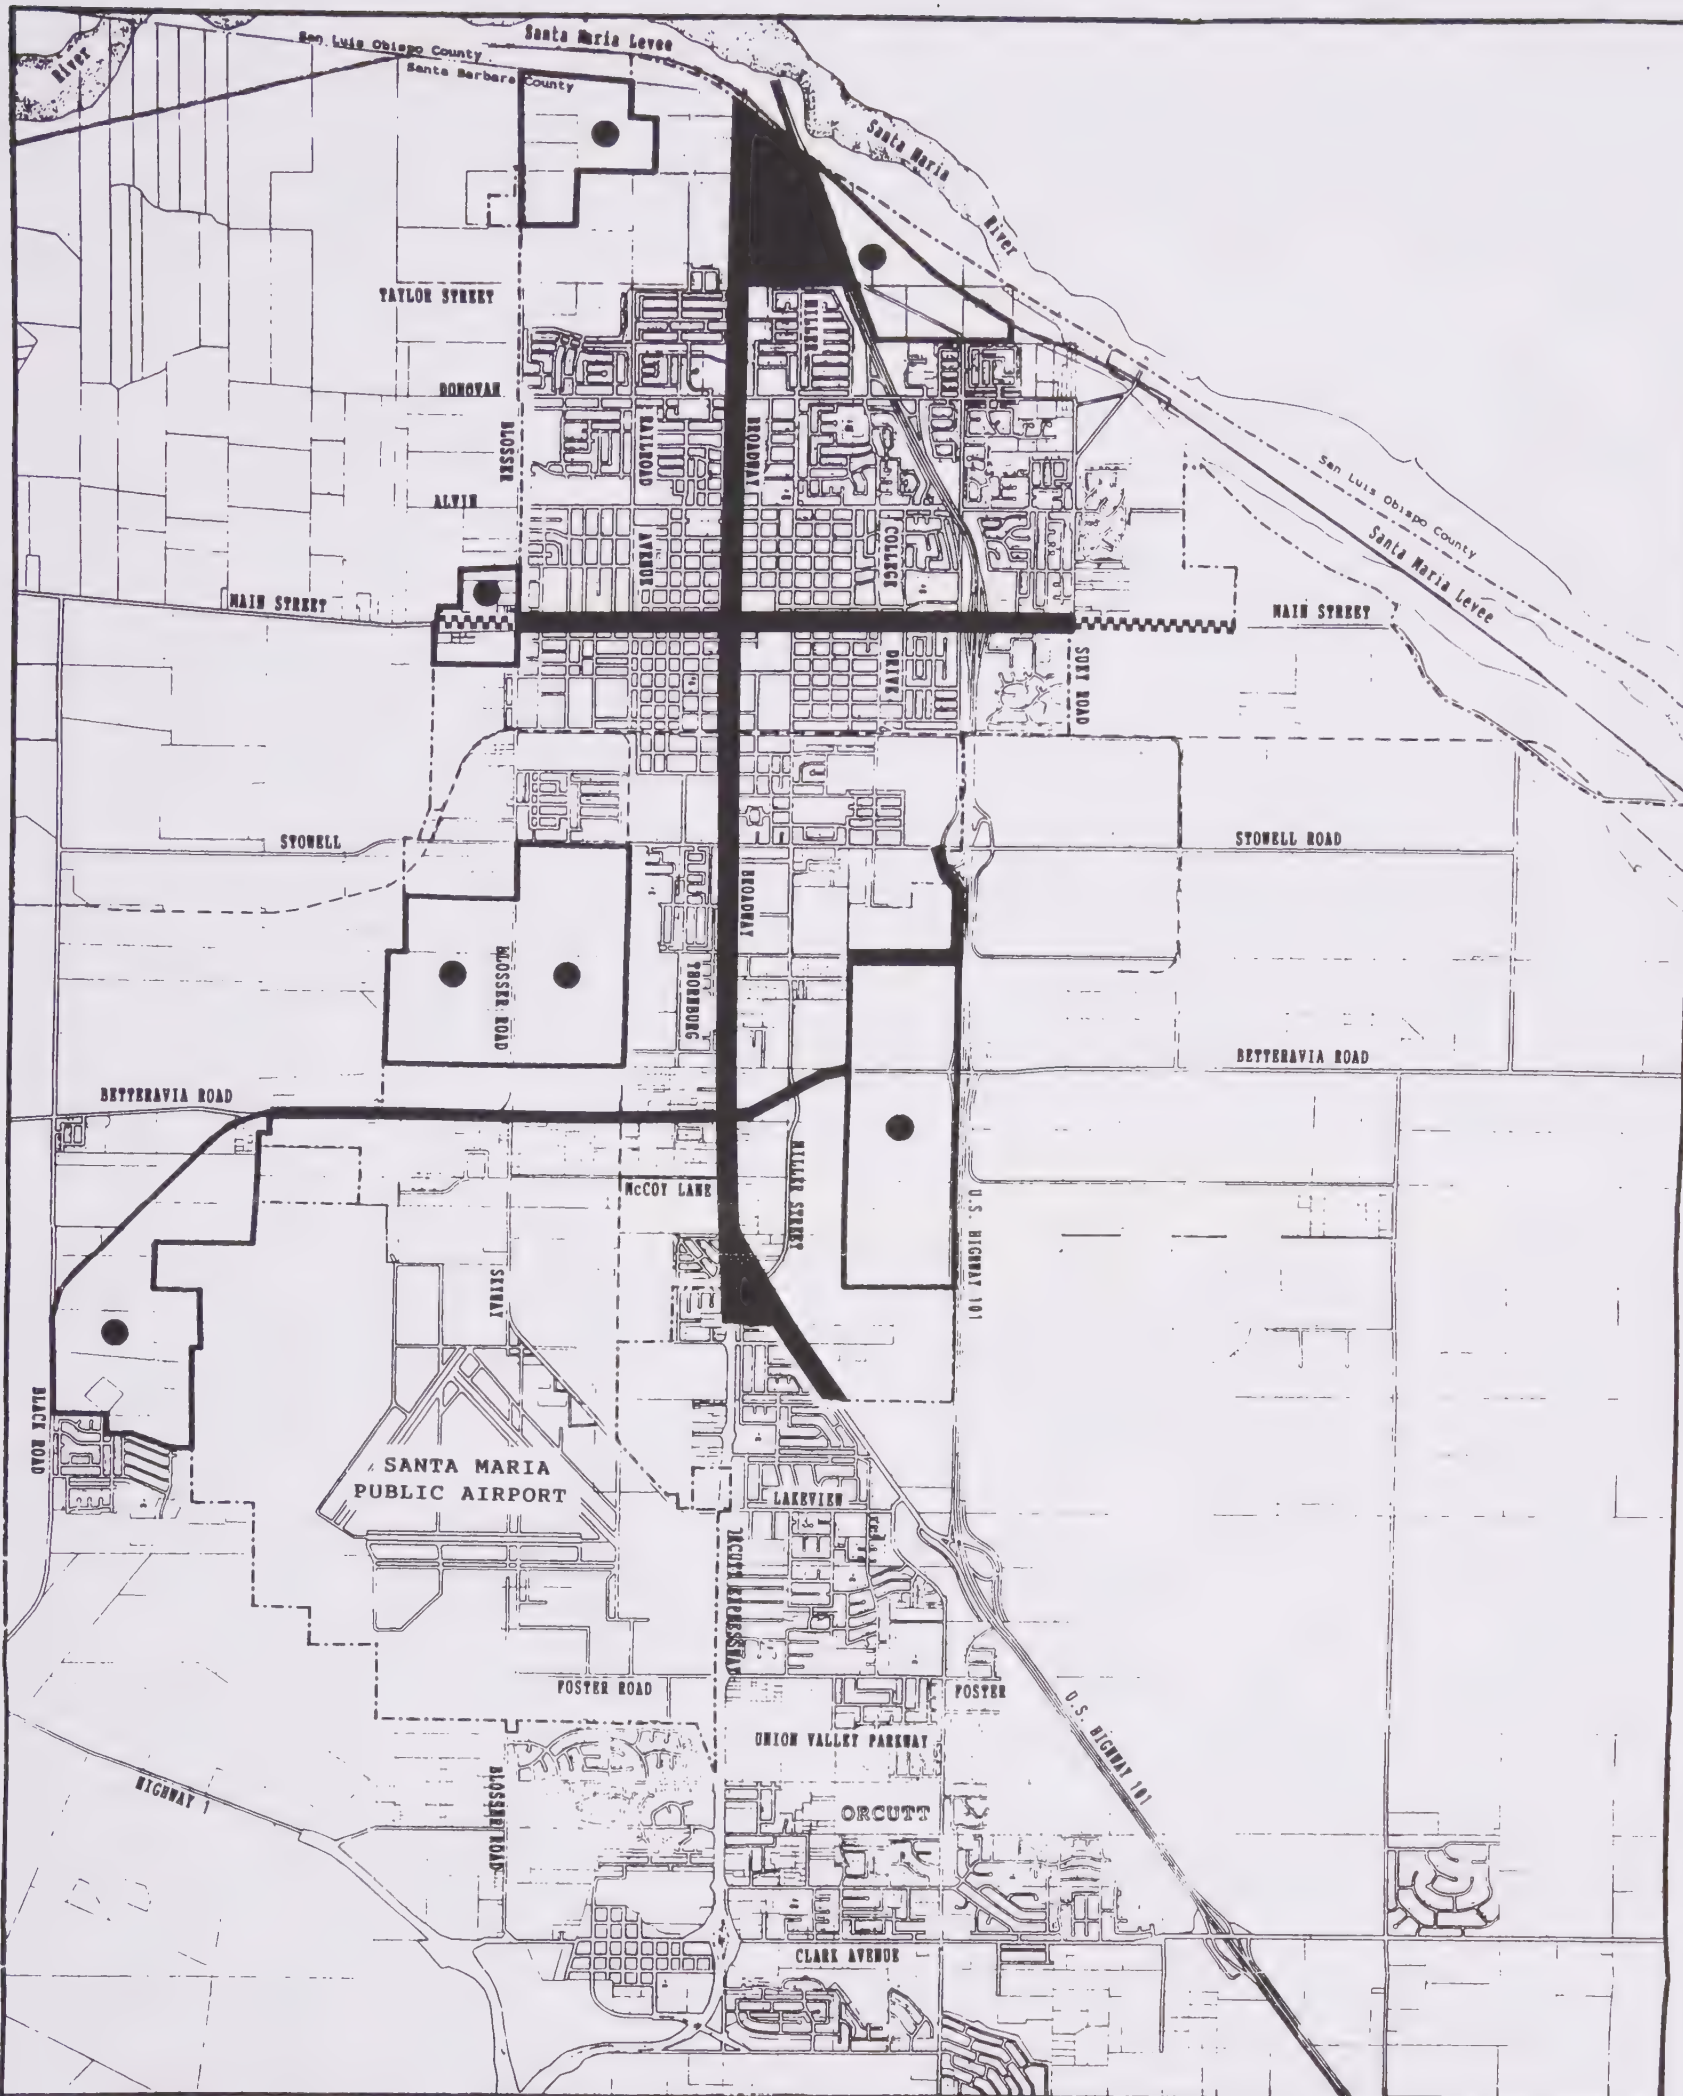 River
San Luis Obispo County
Santa Maria Levee
Santa Barbara County
Santa Maria
River
TAYLOR STREET
MILLER
DONOVAN
BLOSSER
RAILROAD
BROADWAY
ALVIN
AVENUE
COLLEGE
San Luis Obispo County
Santa Maria Levee
MAIN STREET
MAIN STREET
DRIVE
SUEY ROAD
STOWELL
STOWELL ROAD
BROADWAY
BLOSSER ROAD
THORNBURG
BETTERAVIA ROAD
BETTERAVIA ROAD
MILLER STREET
McCOY LANE
U.S. HIGHWAY 101
SKYWAY
BLACK ROAD
SANTA MARIA
PUBLIC AIRPORT
LAKEVIEW
ORCUTT EXPRESSWAY
FOSTER ROAD
FOSTER
UNION VALLEY PARKWAY
U.S. HIGHWAY 101
HIGHWAY 1
BLOSSER ROAD
ORCUTT
CLARK AVENUE